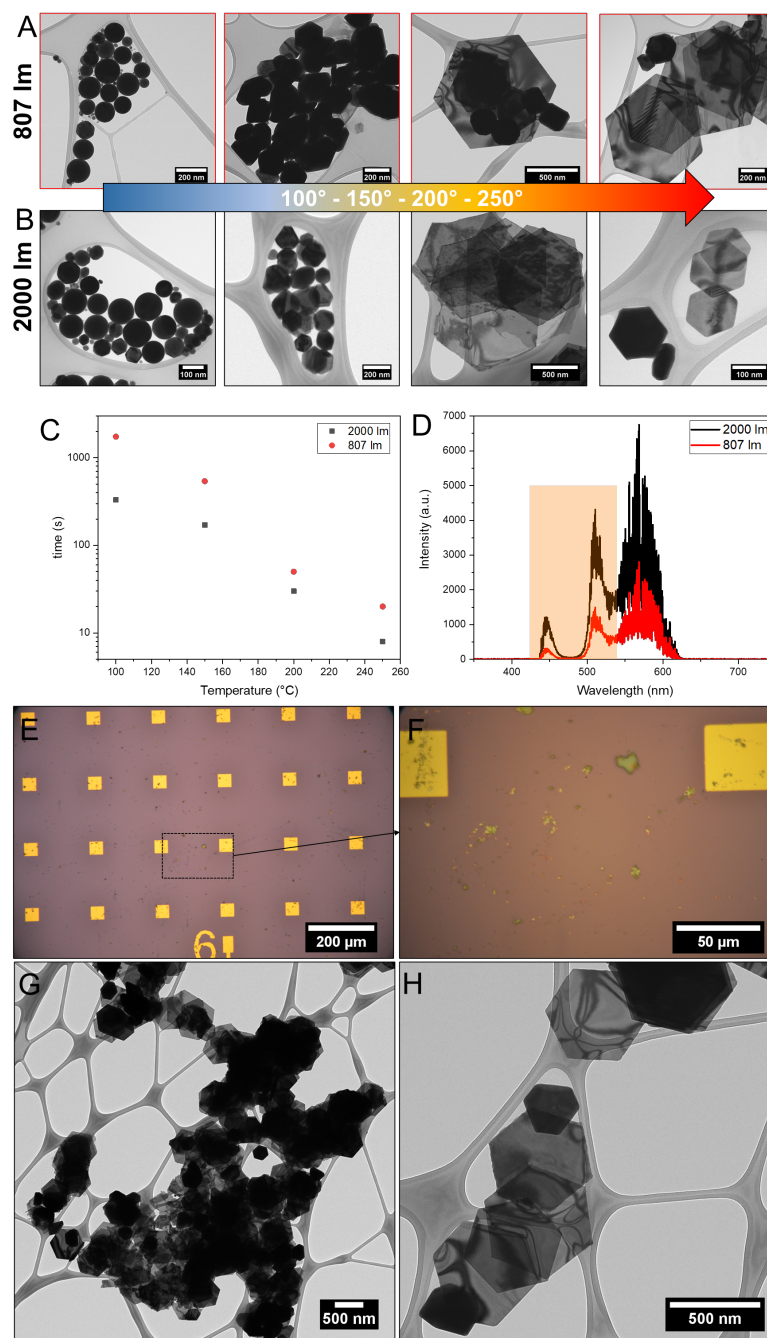 A
807 lm
200 nm
200 nm
500 nm
200 nm
100° - 150° - 200° - 250°
B
2000 lm
100 nm
200 nm
500 nm
100 nm
C
2000 lm
807 lm
1000
100
10
time (s)
100 120 140 160 180 200 220 240 260
Temperature (°C)
D
2000 lm
807 lm
7000
6000
5000
4000
3000
2000
1000
0
Intensity (a.u.)
400 500 600 700
Wavelength (nm)
E
6
200 µm
F
50 µm
G
500 nm
H
500 nm